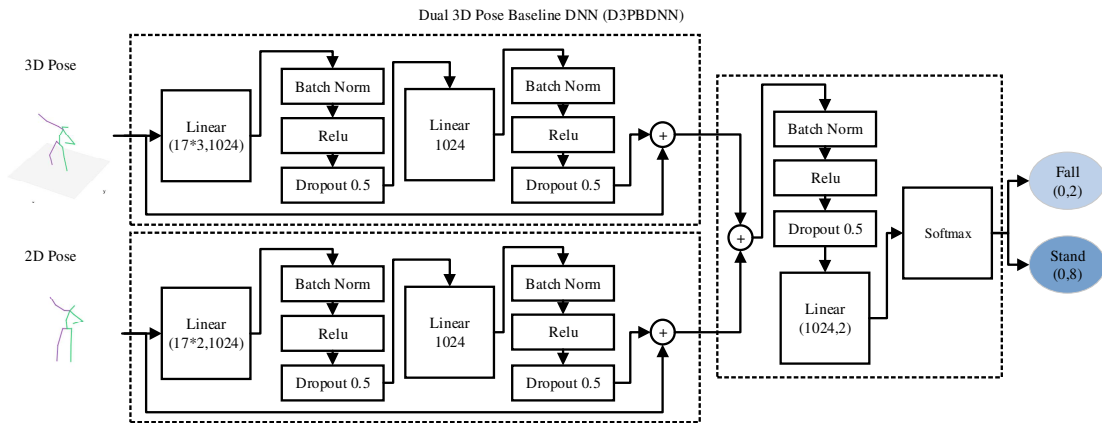 Dual 3D Pose Baseline DNN (D3PBDNN)
3D Pose
Linear
(17*3,1024)
Batch Norm
Relu
Dropout 0.5
Linear
1024
Batch Norm
Relu
Dropout 0.5
+
2D Pose
Linear
(17*2,1024)
Batch Norm
Relu
Dropout 0.5
Linear
1024
Batch Norm
Relu
Dropout 0.5
+
+
Batch Norm
Relu
Dropout 0.5
Linear
(1024,2)
Softmax
Fall
(0,2)
Stand
(0,8)